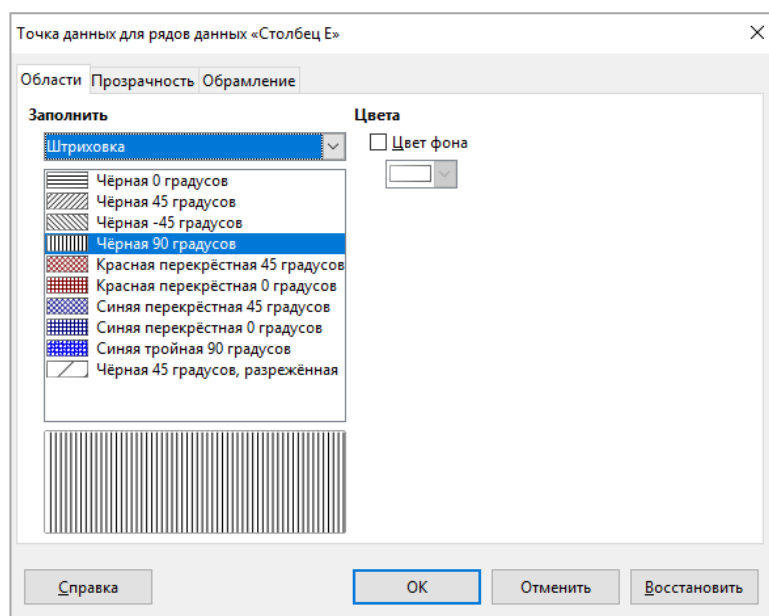 Точка данных для рядов данных «Столбец E»
Области Прозрачность Обрамление
Заполнить
Цвета
Штриховка
Цвет фона
Чёрная 0 градусов
Чёрная 45 градусов
Чёрная -45 градусов
Чёрная 90 градусов
Красная перекрёстная 45 градусов
Красная перекрёстная 0 градусов
Синяя перекрёстная 45 градусов
Синяя перекрёстная 0 градусов
Синяя тройная 90 градусов
Чёрная 45 градусов, разрежённая
Справка ОК Отменить Восстановить